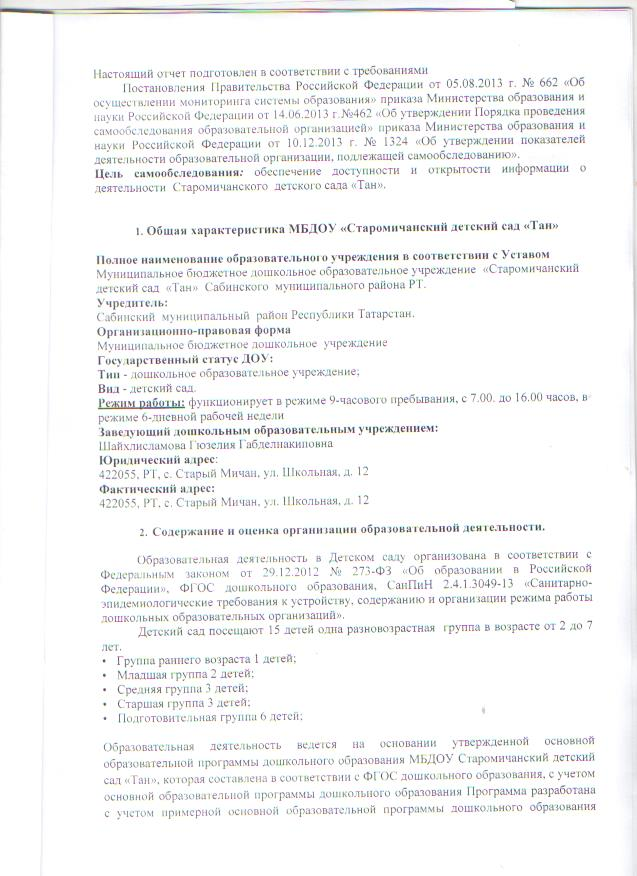 Настоящий отчет подготовлен в соответствии с требованиями
Постановления Правительства Российской Федерации от 05.08.2013 г. № 662 «Об
осуществлении мониторинга системы образования» приказа Министерства образования и
науки Российской Федерации от 14.06.2013 г.№462 «Об утверждении Порядка проведения
самообследования образовательной организацией» приказа Министерства образования и
науки Российской Федерации от 10.12.2013 г. № 1324 «Об утверждении показателей
деятельности образовательной организации, подлежащей самообследованию».
Цель самообследования: обеспечение доступности и открытости информации о
деятельности Старомичанского детского сада «Тан».
1. Общая характеристика МБДОУ «Старомичанский детский сад «Тан»
Полное наименование образовательного учреждения в соответствии с Уставом
Муниципальное бюджетное дошкольное образовательное учреждение «Старомичанский
детский сад «Тан» Сабинского муниципального района РТ.
Учредитель:
Сабинский муниципальный район Республики Татарстан.
Организационно-правовая форма
Муниципальное бюджетное дошкольное учреждение
Государственный статус ДОУ:
Тип - дошкольное образовательное учреждение;
Вид - детский сад.
Режим работы: функционирует в режиме 9-часового пребывания, с 7.00. до 16.00 часов, в
режиме 6-дневной рабочей недели
Заведующий дошкольным образовательным учреждением:
Шайхлисламова Гюзелия Габделнакиповна
Юридический адрес:
422055, РТ, с. Старый Мичан, ул. Школьная, д. 12
Фактический адрес:
422055, РТ, с. Старый Мичан, ул. Школьная, д. 12
2. Содержание и оценка организации образовательной деятельности.
Образовательная деятельность в Детском саду организована в соответствии с
Федеральным законом от 29.12.2012 № 273-ФЗ «Об образовании в Российской
Федерации», ФГОС дошкольного образования, СанПиН 2.4.1.3049-13 «Санитарно-
эпидемиологические требования к устройству, содержанию и организации режима работы
дошкольных образовательных организаций».
Детский сад посещают 15 детей одна разновозрастная группа в возрасте от 2 до 7
лет.
• Группа раннего возраста 1 детей;
• Младшая группа 2 детей;
• Средняя группа 3 детей;
• Старшая группа 3 детей;
• Подготовительная группа 6 детей;
Образовательная деятельность ведется на основании утвержденной основной
образовательной программы дошкольного образования МБДОУ Старомичанский детский
сад «Тан», которая составлена в соответствии с ФГОС дошкольного образования, с учетом
основной образовательной программы дошкольного образования Программа разработана
с учетом примерной основной образовательной программы дошкольного образования